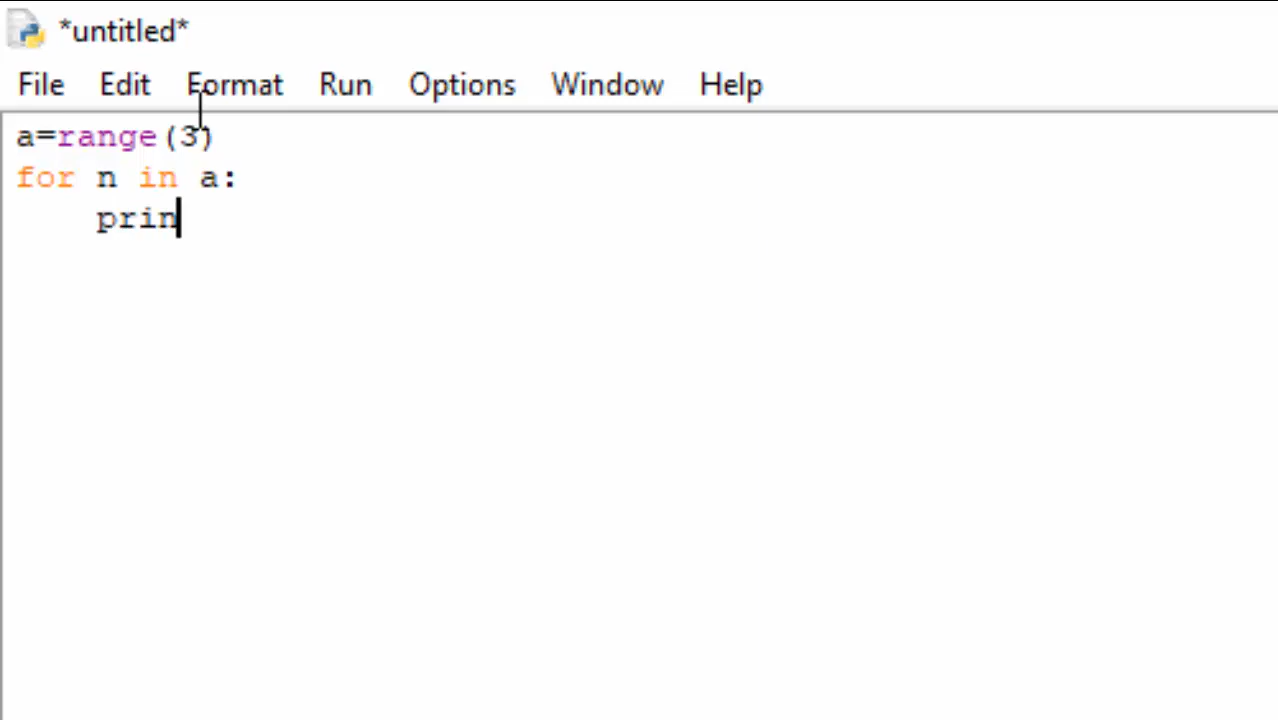 *untitled*
File Edit Format Run Options Window Help
a=range(3)
for n in a:
    prin